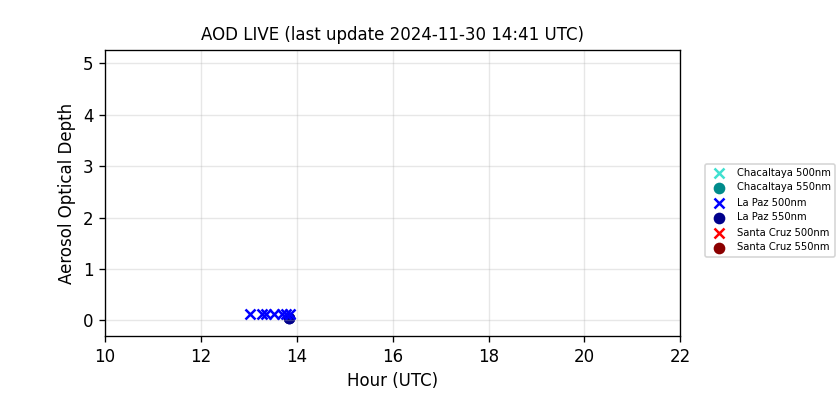 AOD LIVE (last update 2024-11-30 14:41 UTC)
5
4
3
2
1
0
Aerosol Optical Depth
10 12 14 16 18 20 22
Hour (UTC)
Chacaltaya 500nm
Chacaltaya 550nm
La Paz 500nm
La Paz 550nm
Santa Cruz 500nm
Santa Cruz 550nm